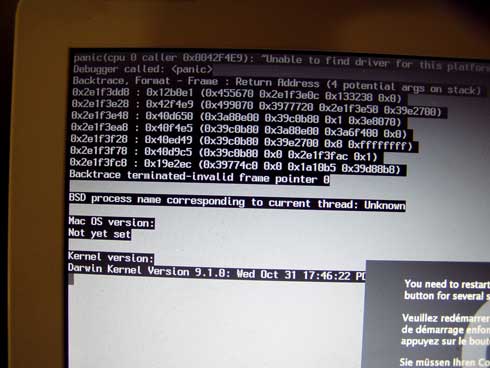 panic(cpu 0 caller 0x0042F4E9): "Unable to find driver for this platfor
Debugger called: <panic>
Backtrace, Format - Frame : Return Address (4 potential args on stack)
0x2e1f3dd8 : 0x12b0e1 (0x455670 0x2e1f3e0c 0x133238 0x0)
0x2e1f3e28 : 0x42f4e9 (0x499070 0x3977720 0x2e1f3e58 0x39e2700)
0x2e1f3e48 : 0x40d650 (0x3a88e00 0x39c0b80 0x1 0x3e8078)
0x2e1f3ea8 : 0x40f4e5 (0x39c0b80 0x3a88e00 0x3a6f400 0x0)
0x2e1f3f28 : 0x40ed49 (0x39c0b80 0x39e2700 0x8 0xffffffff)
0x2e1f3f78 : 0x40d9c5 (0x39c0b80 0x0 0x2e1f3fac 0x1)
0x2e1f3fc8 : 0x19e2ec (0x39774c0 0x0 0x1a10b5 0x39d88b8)
Backtrace terminated-invalid frame pointer 0
BSD process name corresponding to current thread: Unknown
Mac OS version:
Not yet set
Kernel version:
Darwin Kernel Version 9.1.0: Wed Oct 31 17:46:22 PD
You need to restart
button for several s
Veuillez redémarrer
de démarrage enfon
appuyez sur le bout
Sie müssen Ihren Co